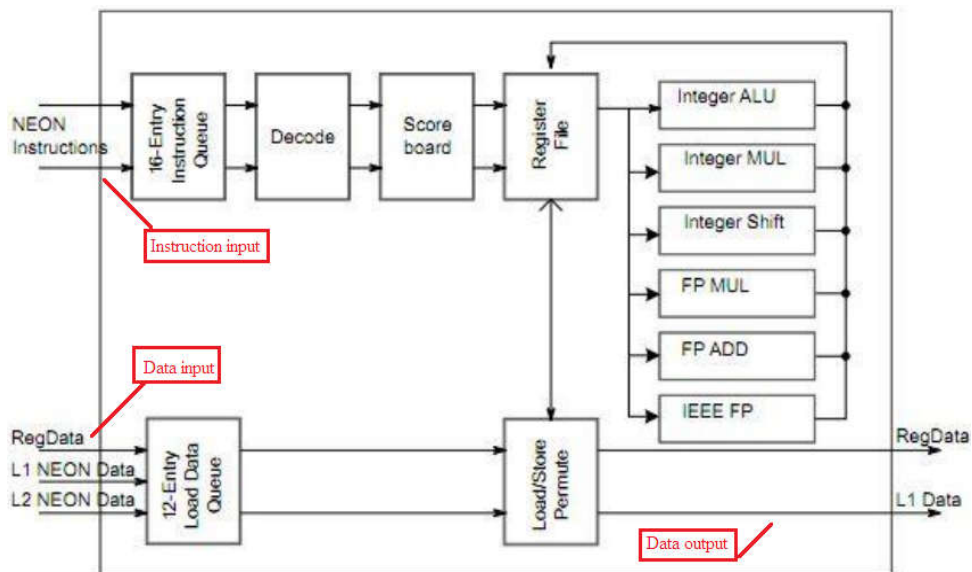 NEON
Instructions
16-Entry
Instruction
Queue
Decode
Score
board
Register
File
Integer ALU
Integer MUL
Integer Shift
FP MUL
FP ADD
IEEE FP
Instruction input
Data input
RegData
L1 NEON Data
L2 NEON Data
12-Entry
Load Data
Queue
Load/Store
Permute
RegData
L1 Data
Data output